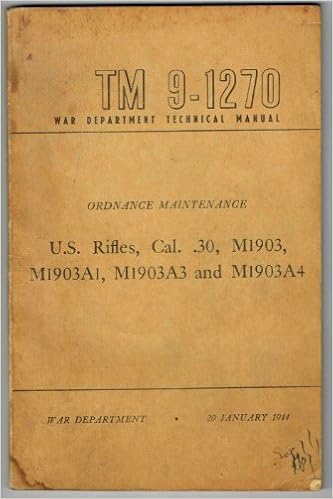 TM 9-1270
WAR DEPARTMENT TECHNICAL MANUAL
ORDNANCE MAINTENANCE
U.S. Rifles, Cal. .30, M1903,
M1903A1, M1903A3 and M1903A4
WAR DEPARTMENT • 20 JANUARY 1944